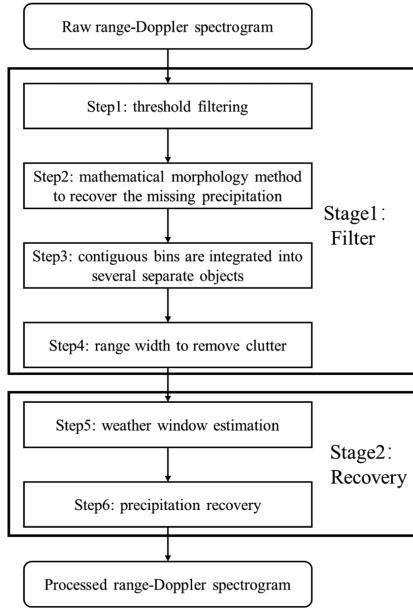 Raw range-Doppler spectrogram
Step1: threshold filtering
Step2: mathematical morphology method
to recover the missing precipitation
Stage1:
Filter
Step3: contiguous bins are integrated into
several separate objects
Step4: range width to remove clutter
Step5: weather window estimation
Stage2:
Recovery
Step6: precipitation recovery
Processed range-Doppler spectrogram